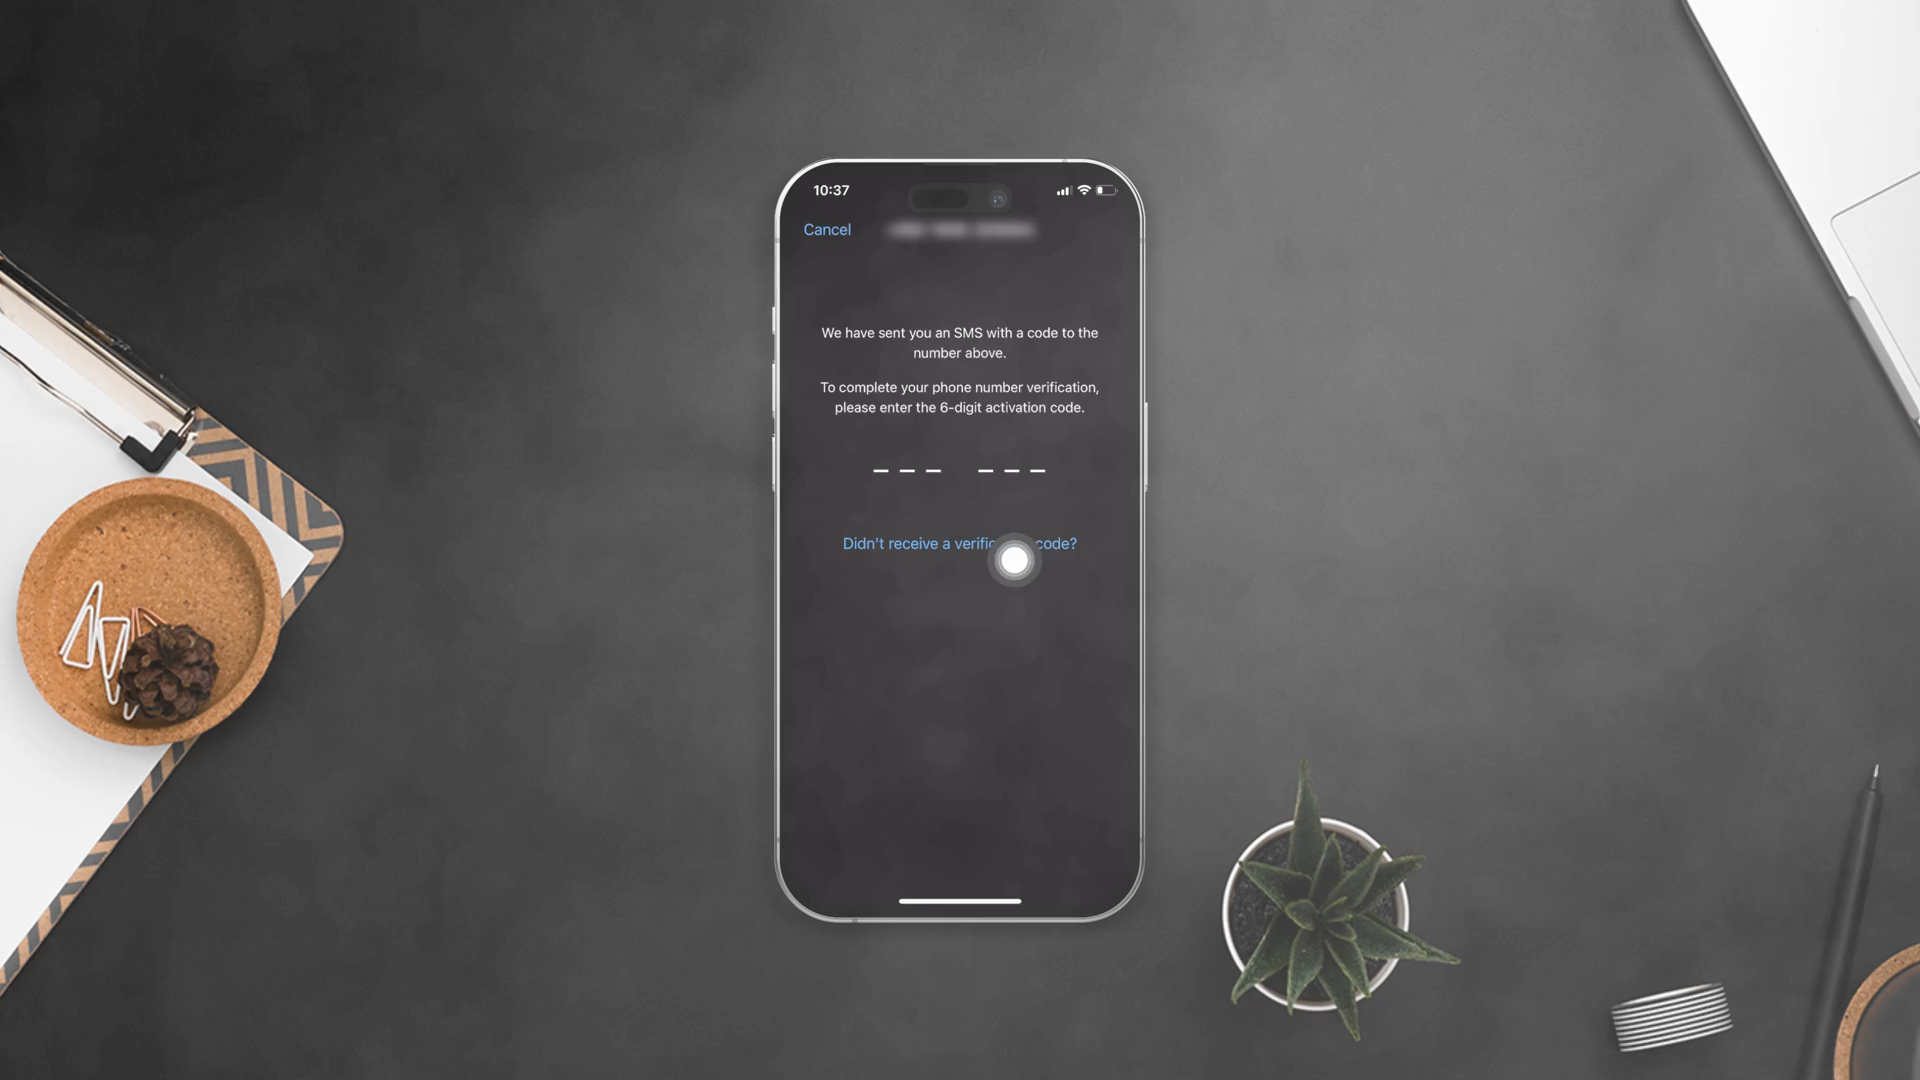 10:37
Cancel
We have sent you an SMS with a code to the
number above.
To complete your phone number verification,
please enter the 6-digit activation code.
Didn't receive a code?